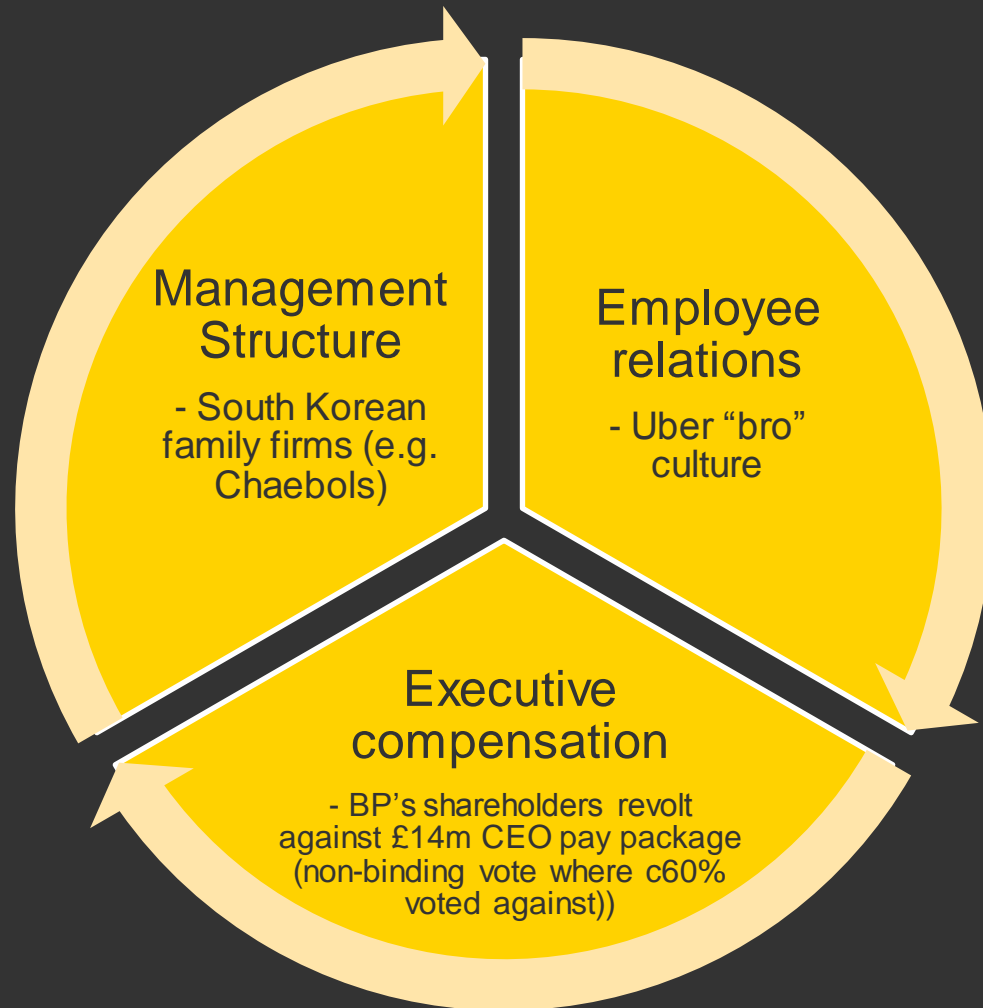 Management
Structure
- South Korean
family firms (e.g.
Chaebols)
Employee
relations
- Uber “bro”
culture
Executive
compensation
- BP’s shareholders revolt
against £14m CEO pay package
(non-binding vote where c60%
voted against))